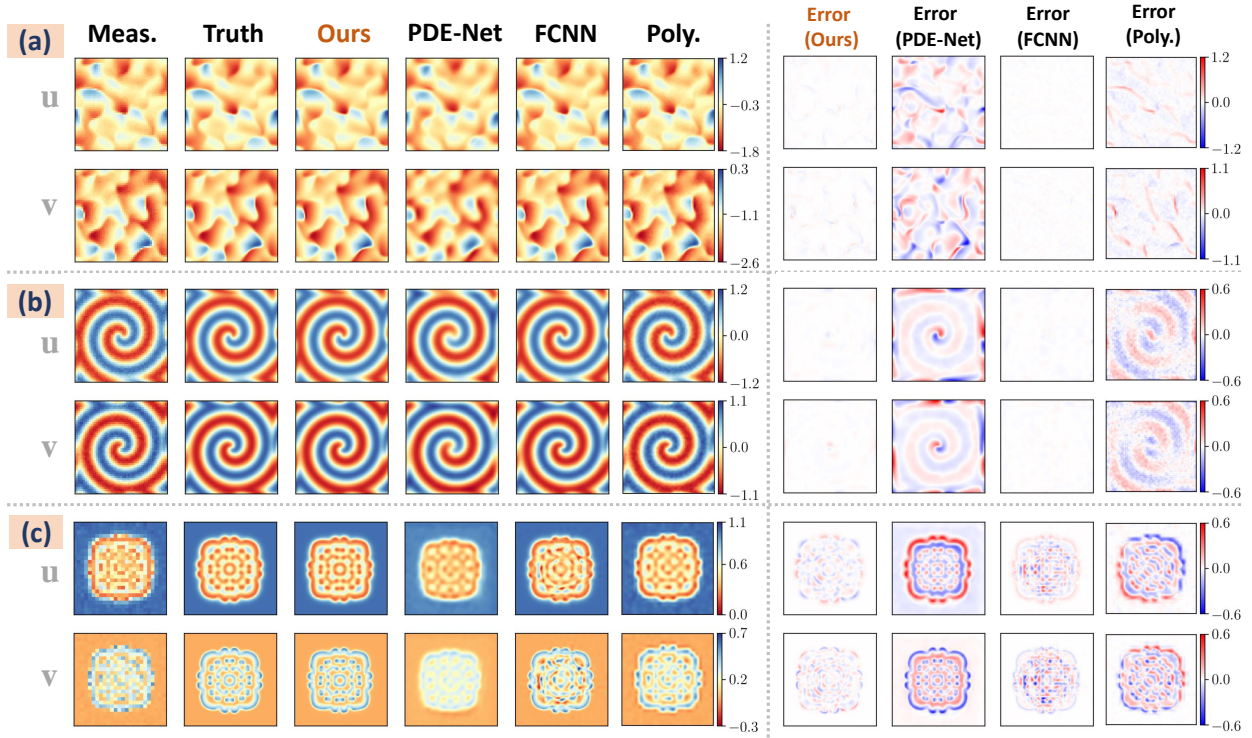 (a) Meas. Truth Ours PDE-Net FCNN Poly. Error (Ours) Error (PDE-Net) Error (FCNN) Error (Poly.)
u 1.2 −0.3 −1.8 1.2 0.0 −1.2
v 0.3 −1.1 −2.6 1.1 0.0 −1.1
(b)
u 1.2 0.0 −1.2 0.6 0.0 −0.6
v 1.1 0.0 −1.1 0.6 0.0 −0.6
(c)
u 1.1 0.6 0.0 0.6 0.0 −0.6
v 0.7 0.2 −0.3 0.6 0.0 −0.6